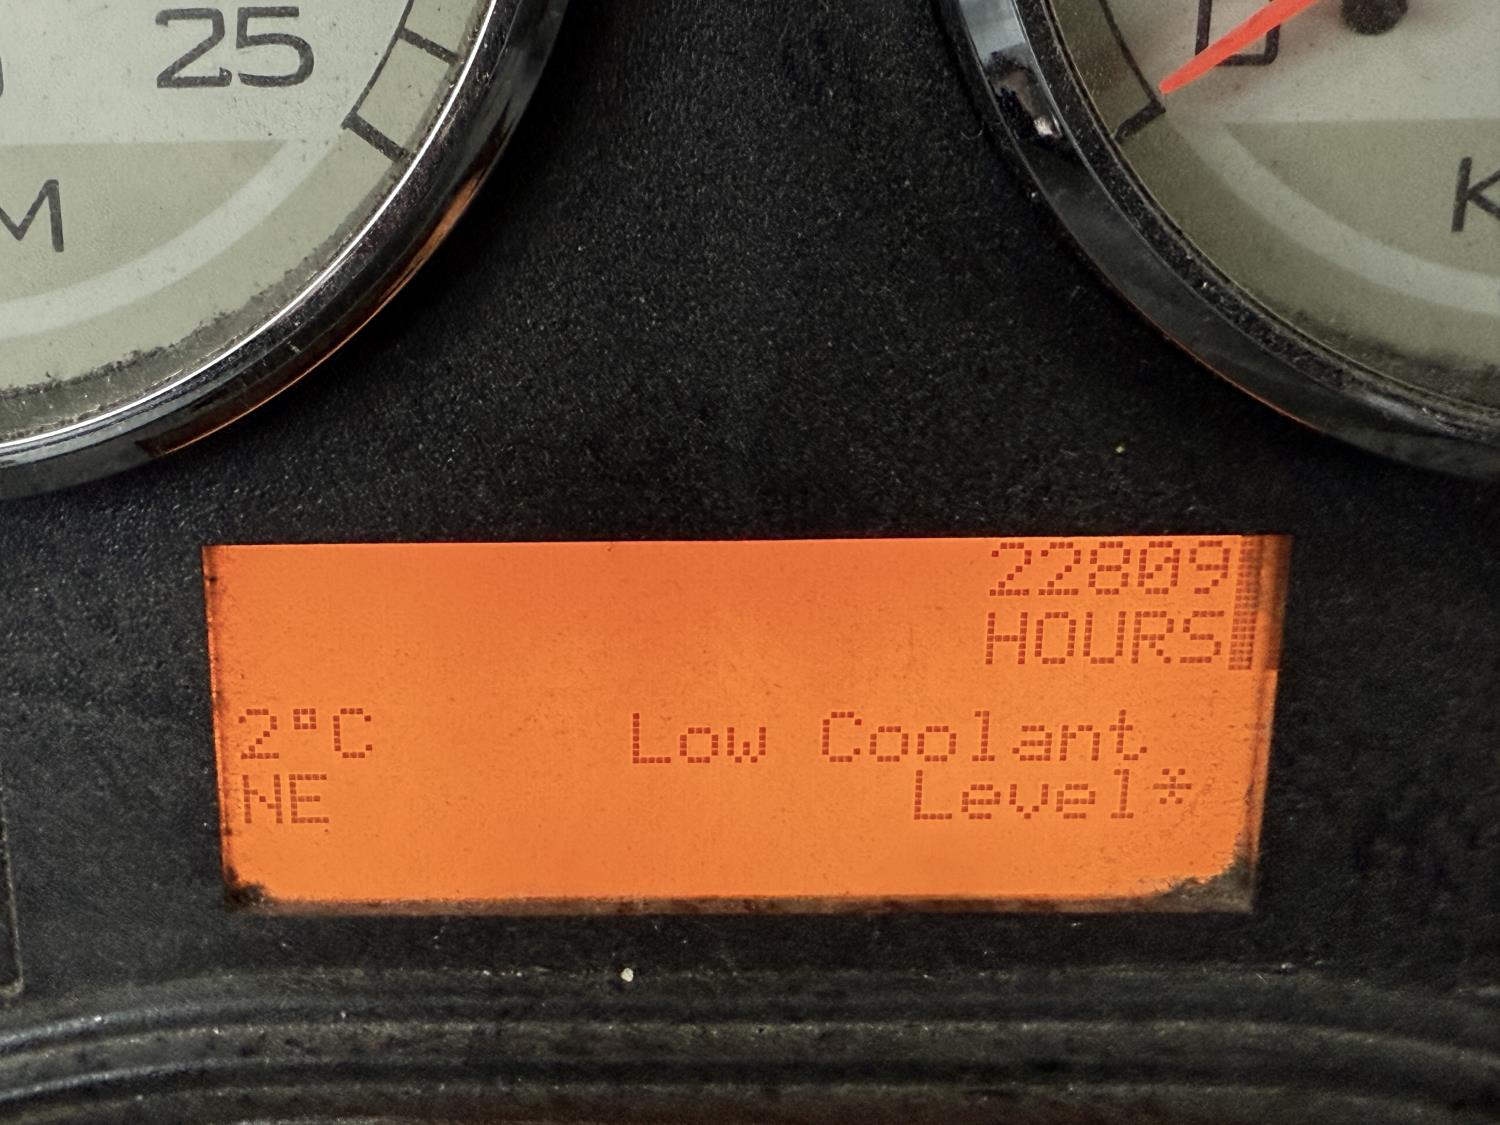 25
22809
HOURS
2°C
Low Coolant
NE
Level*